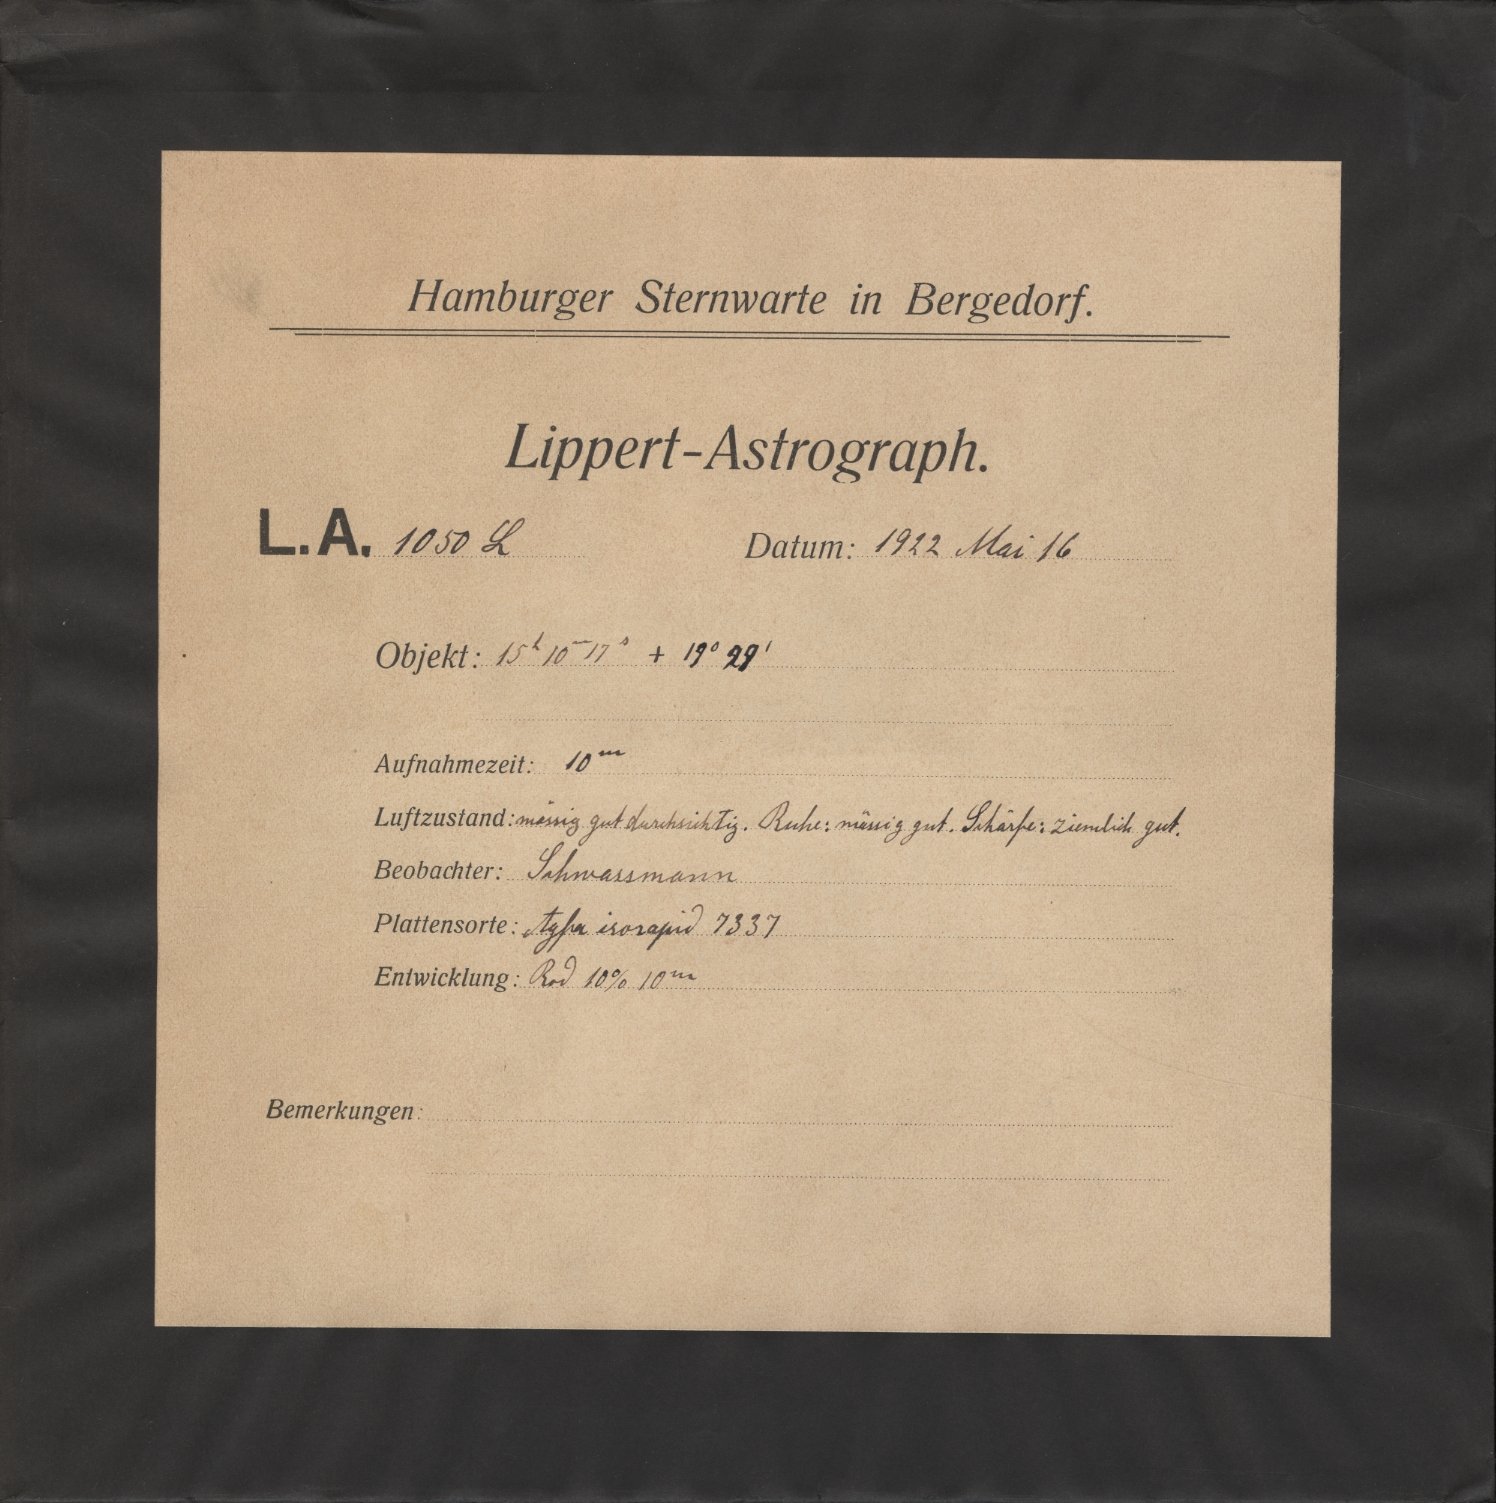 Hamburger Sternwarte in Bergedorf.
Lippert-Astrograph.
L.A. 1050 L Datum: 1922 Mai 16
Objekt: 15h 10m 17s + 19° 29'
Aufnahmezeit: 10m
Luftzustand: mässig gut durchsichtig. Ruhe: mässig gut. Schärfe: ziemlich gut.
Beobachter: Schwassmann
Plattensorte: Agfa isorapid 7337
Entwicklung: Rod 10% 10m
Bemerkungen: